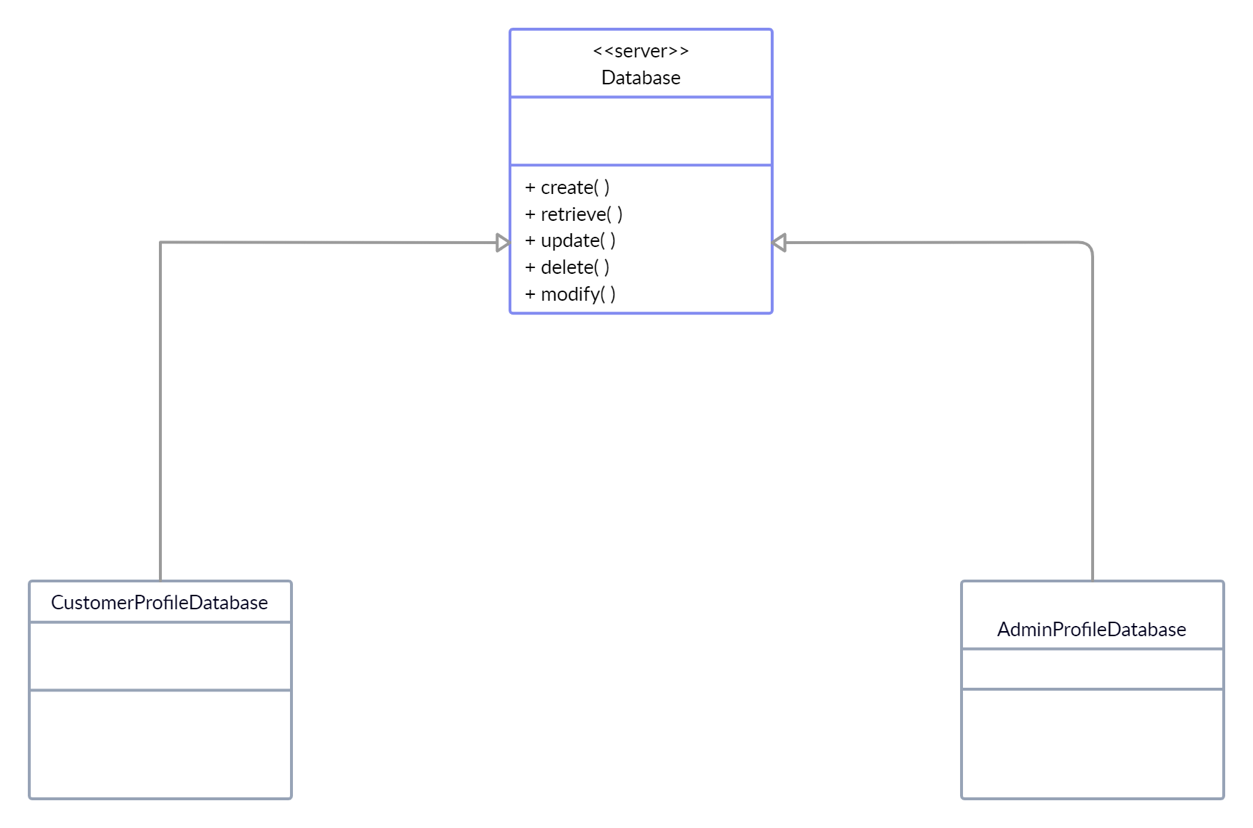 <<server>>
Database
+ create( )
+ retrieve( )
+ update( )
+ delete( )
+ modify( )
CustomerProfileDatabase
AdminProfileDatabase